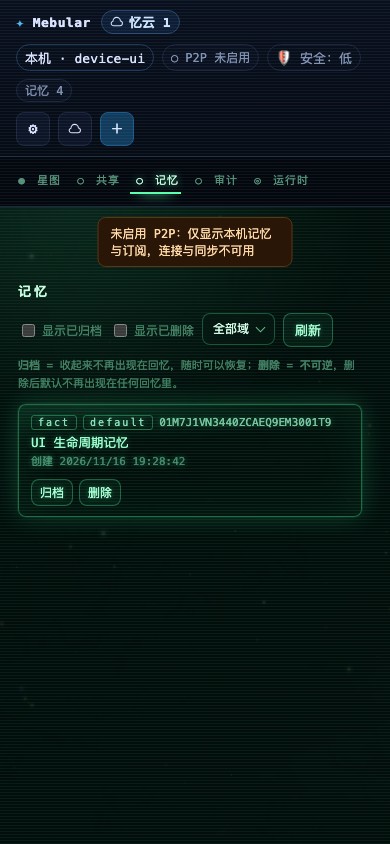 ✦ Mebular 忆云 1
本机 · device-ui ○ P2P 未启用 安全: 低
记忆 4
● 星图 ○ 共享 ○ 记忆 ○ 审计 ◎ 运行时
未启用 P2P: 仅显示本机记忆
与订阅，连接与同步不可用
记忆
显示已归档 显示已删除 全部域 刷新
归档 = 收起来不再出现在回忆，随时可以恢复；删除 = 不可逆，删
除后默认不再出现在任何回忆里。
fact default 01M7J1VN3440ZCAEQ9EM3001T9
UI 生命周期记忆
创建 2026/11/16 19:28:42
归档 删除